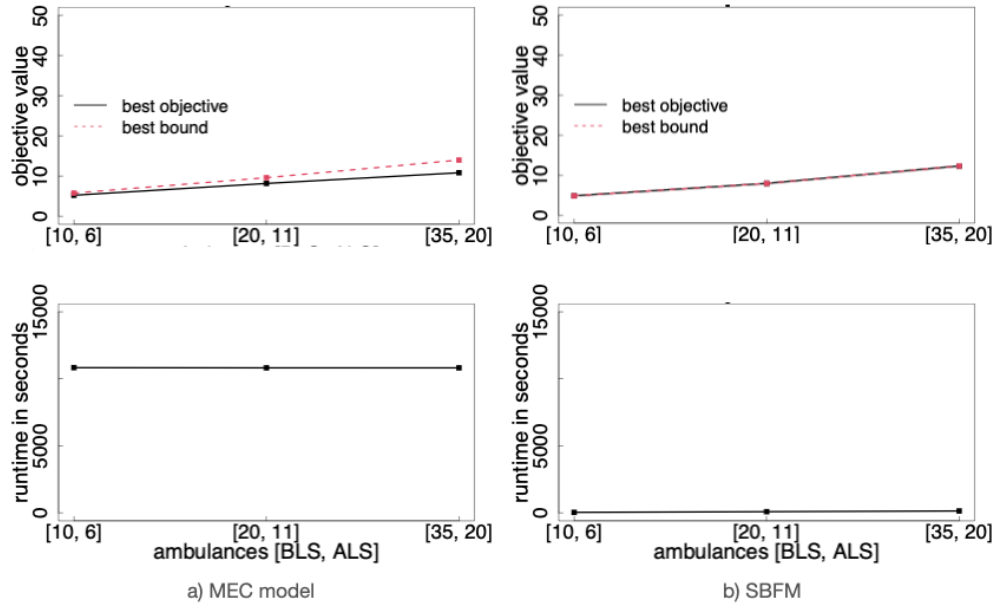 objective value
50
40
30
20
10
0
best objective
best bound
[10, 6]
[20, 11]
[35, 20]
objective value
50
40
30
20
10
0
best objective
best bound
[10, 6]
[20, 11]
[35, 20]
runtime in seconds
15000
5000
0
[10, 6]
[20, 11]
[35, 20]
ambulances [BLS, ALS]
a) MEC model
runtime in seconds
15000
5000
0
[10, 6]
[20, 11]
[35, 20]
ambulances [BLS, ALS]
b) SBFM